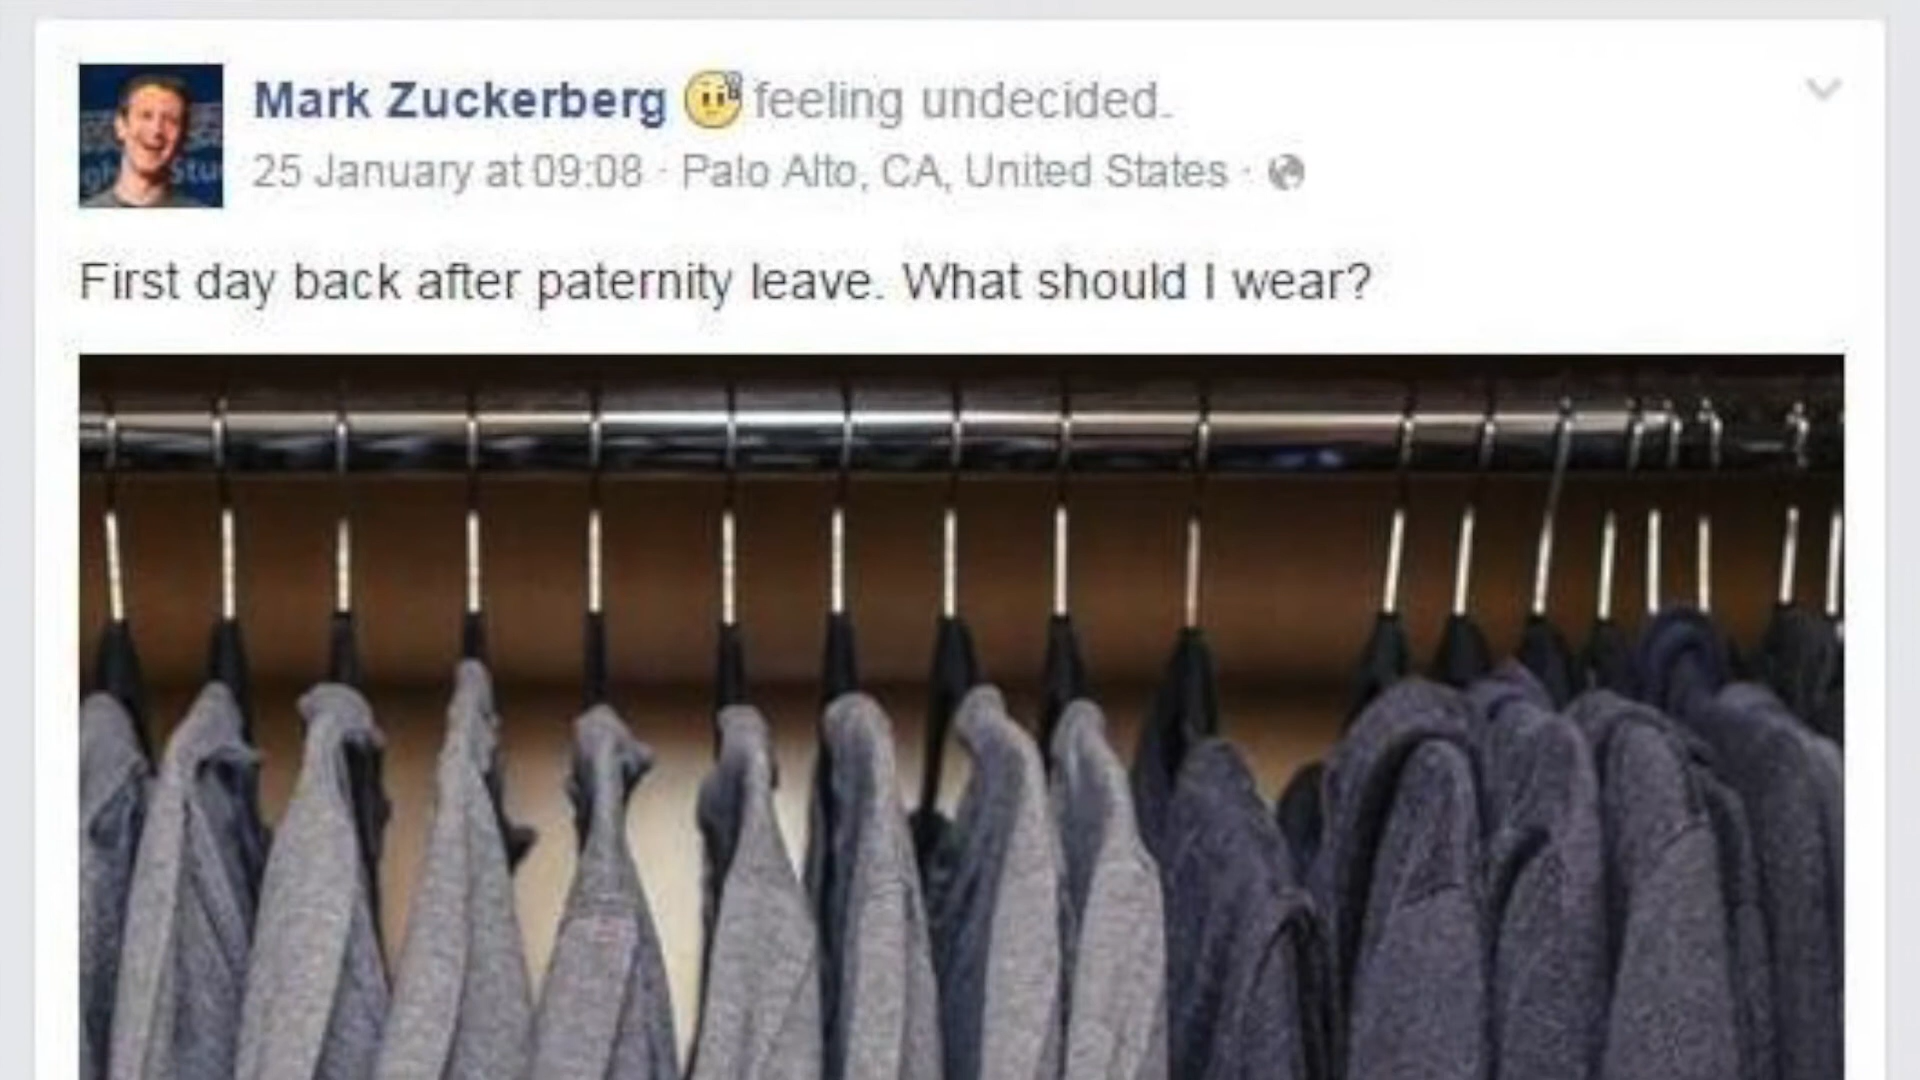 Mark Zuckerberg feeling undecided.
25 January at 09:08 · Palo Alto, CA, United States ·
First day back after paternity leave. What should I wear?